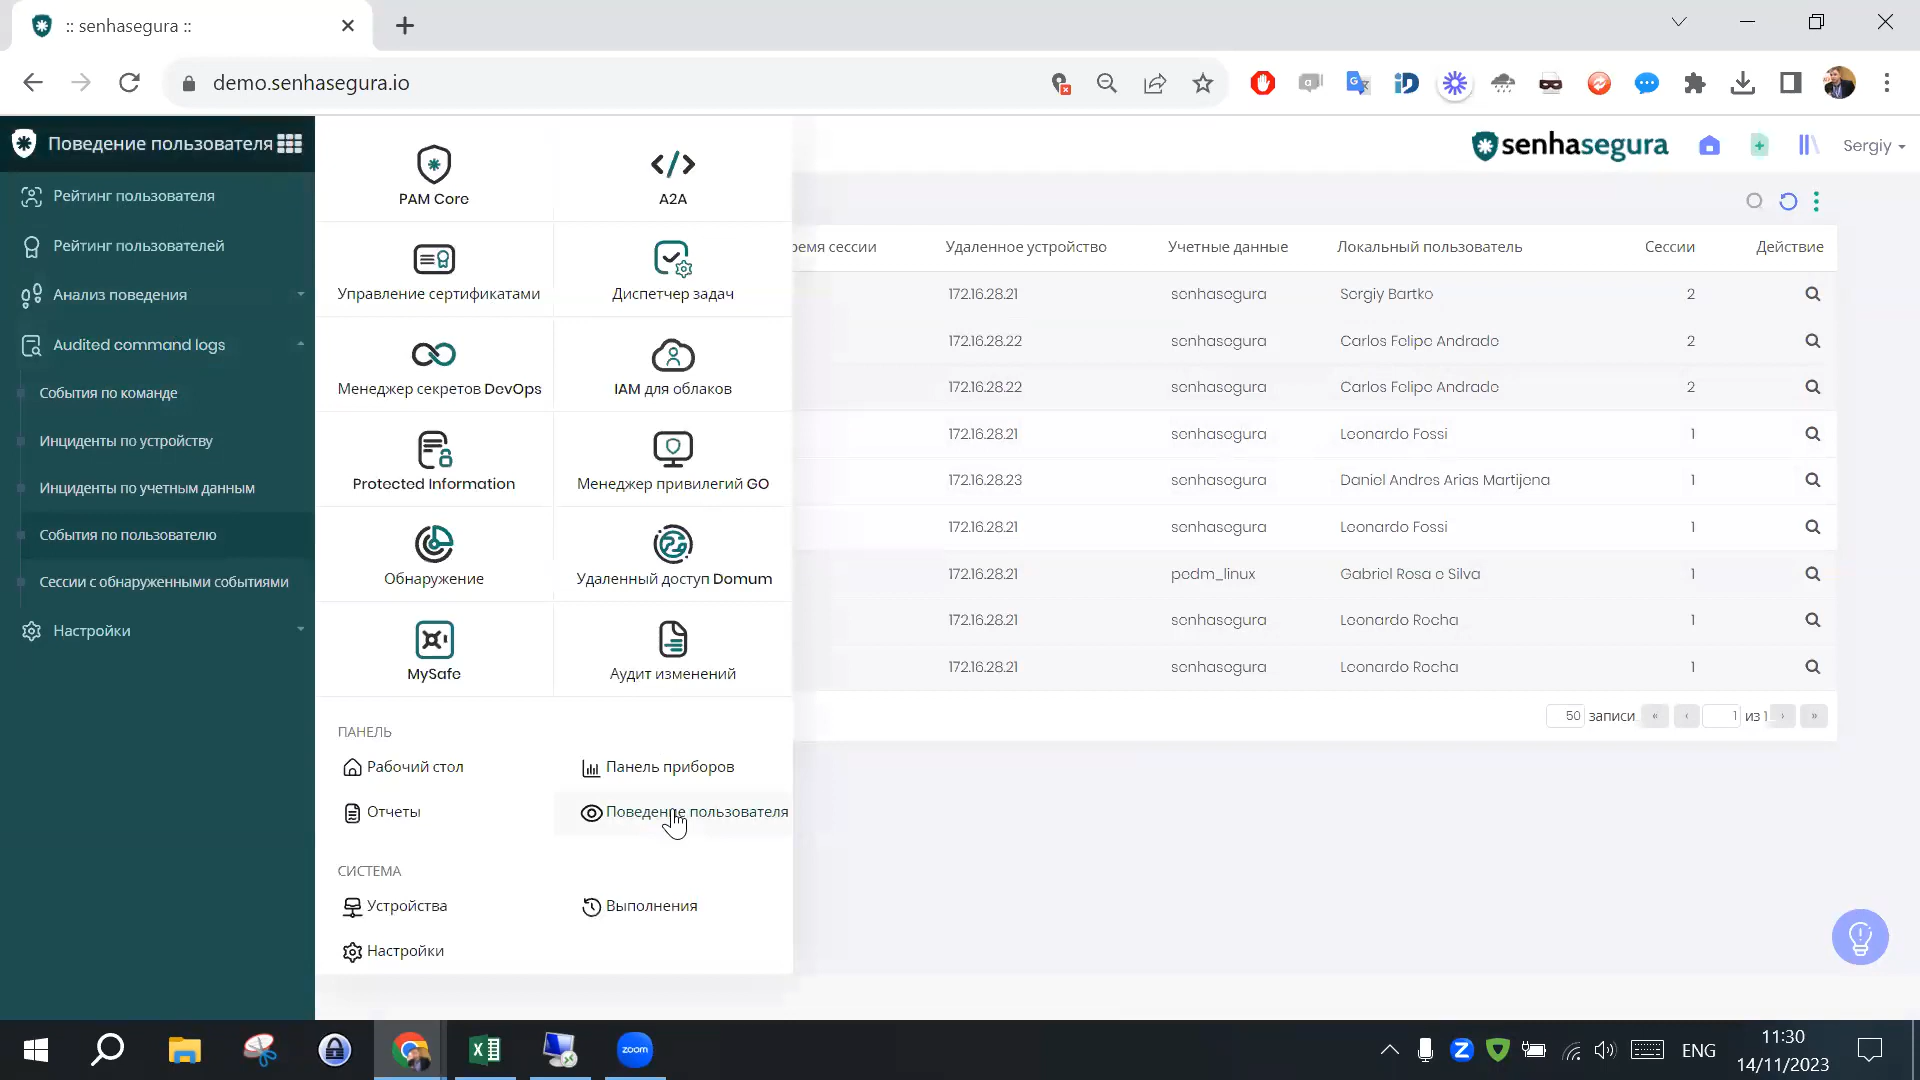 :: senhasegura ::
demo.senhasegura.io
Поведение пользователя
senhasegura
Sergiy
Рейтинг пользователя
Рейтинг пользователей
Анализ поведения
Audited command logs
События по команде
Инциденты по устройству
Инциденты по учетным данным
События по пользователю
Сессии с обнаруженными событиями
Настройки
PAM Core
A2A
Управление сертификатами
Диспетчер задач
Менеджер секретов DevOps
IAM для облаков
Protected Information
Менеджер привилегий GO
Обнаружение
Удаленный доступ Domum
MySafe
Аудит изменений
ПАНЕЛЬ
Рабочий стол
Панель приборов
Отчеты
Поведение пользователя
СИСТЕМА
Устройства
Выполнения
Настройки
ремя сессии Удаленное устройство Учетные данные Локальный пользователь Сессии Действие
172.16.28.21 senhasegura Sergiy Bartko 2
172.16.28.22 senhasegura Carlos Felipe Andrade 2
172.16.28.22 senhasegura Carlos Felipe Andrade 2
172.16.28.21 senhasegura Leonardo Fossi 1
172.16.28.23 senhasegura Daniel Andres Arias Martijena 1
172.16.28.21 senhasegura Leonardo Fossi 1
172.16.28.21 pedm_linux Gabriel Rosa e Silva 1
172.16.28.21 senhasegura Leonardo Rocha 1
172.16.28.21 senhasegura Leonardo Rocha 1
50 записи « ‹ 1 из 1 › »
zoom
ENG
11:30
14/11/2023